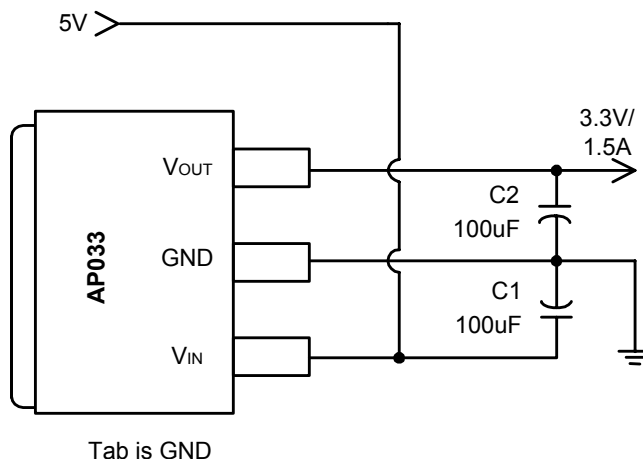 5V
3.3V/
1.5A
VOUT
C2
100uF
AP033
GND
C1
100uF
VIN
Tab is GND